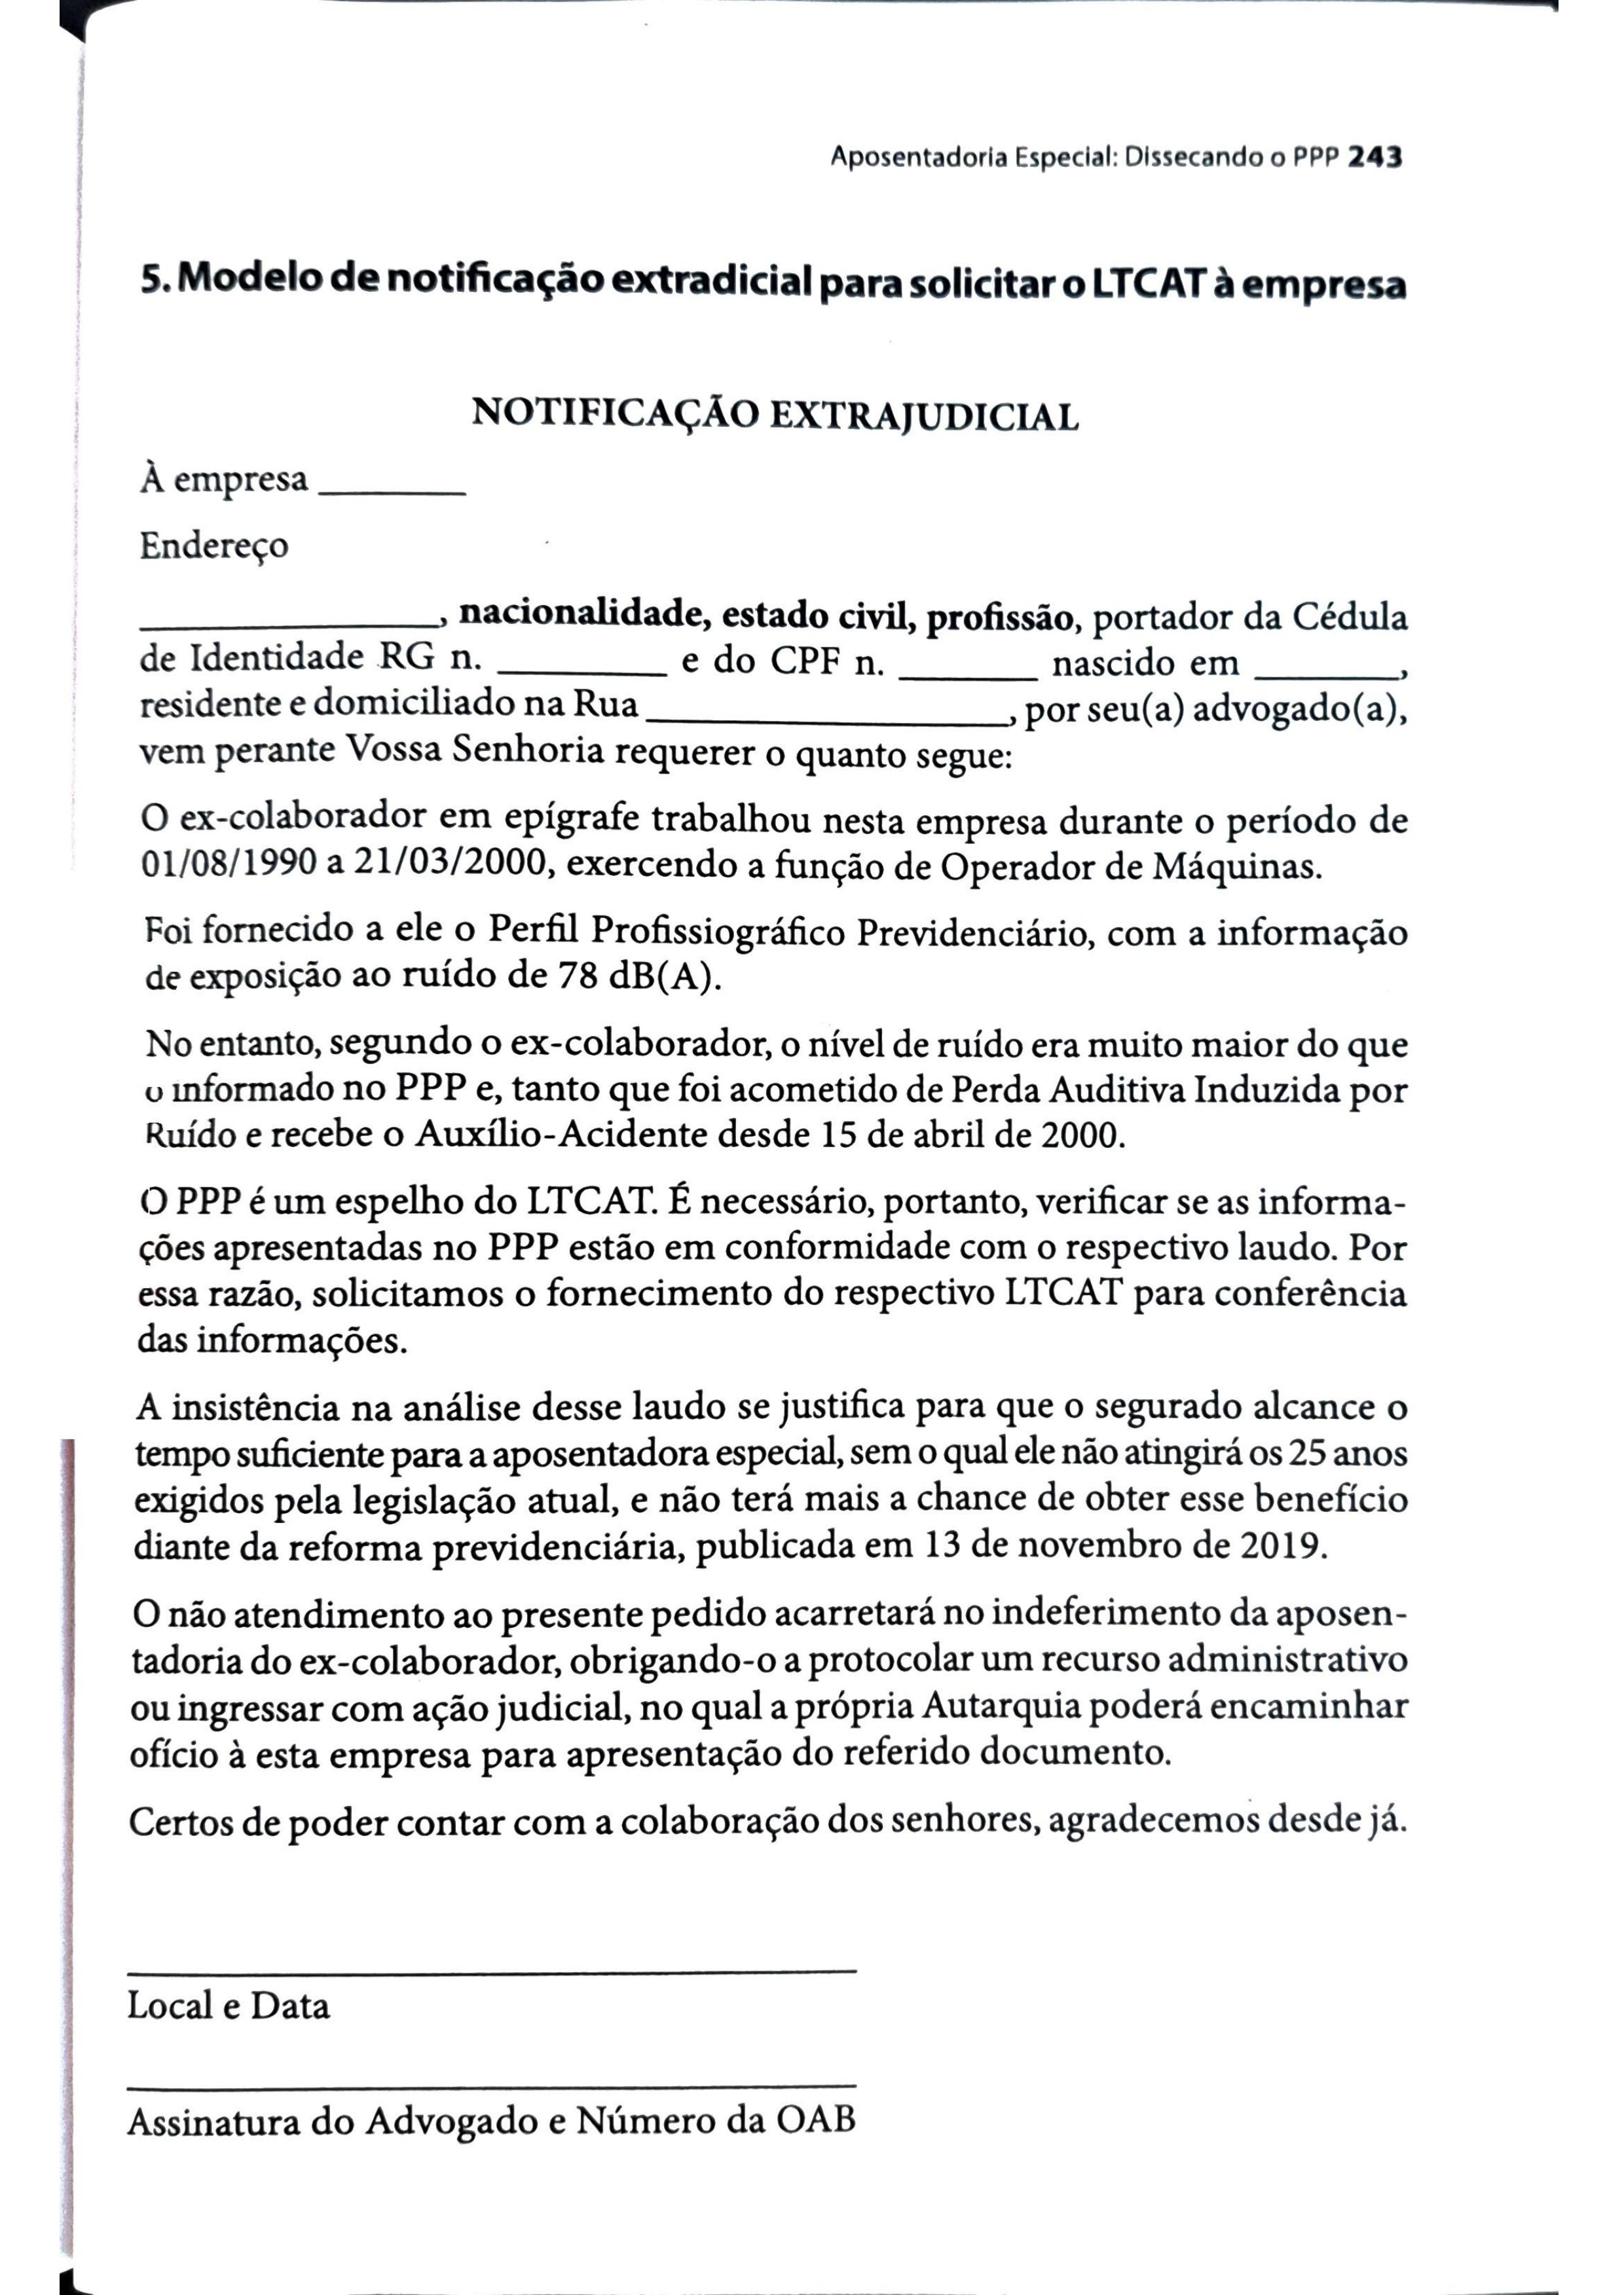 Aposentadoria Especial: Dissecando o PPP 243
5. Modelo de notificação extradicial para solicitar o LTCAT à empresa
NOTIFICAÇÃO EXTRAJUDICIAL
À empresa ________
Endereço
________________, nacionalidade, estado civil, profissão, portador da Cédula
de Identidade RG n. _________ e do CPF n. ________ nascido em ________,
residente e domiciliado na Rua ____________________, por seu(a) advogado(a),
vem perante Vossa Senhoria requerer o quanto segue:
O ex-colaborador em epígrafe trabalhou nesta empresa durante o período de
01/08/1990 a 21/03/2000, exercendo a função de Operador de Máquinas.
Foi fornecido a ele o Perfil Profissiográfico Previdenciário, com a informação
de exposição ao ruído de 78 dB(A).
No entanto, segundo o ex-colaborador, o nível de ruído era muito maior do que
o informado no PPP e, tanto que foi acometido de Perda Auditiva Induzida por
Ruído e recebe o Auxílio-Acidente desde 15 de abril de 2000.
O PPP é um espelho do LTCAT. É necessário, portanto, verificar se as informa-
ções apresentadas no PPP estão em conformidade com o respectivo laudo. Por
essa razão, solicitamos o fornecimento do respectivo LTCAT para conferência
das informações.
A insistência na análise desse laudo se justifica para que o segurado alcance o
tempo suficiente para a aposentadora especial, sem o qual ele não atingirá os 25 anos
exigidos pela legislação atual, e não terá mais a chance de obter esse benefício
diante da reforma previdenciária, publicada em 13 de novembro de 2019.
O não atendimento ao presente pedido acarretará no indeferimento da aposen-
tadoria do ex-colaborador, obrigando-o a protocolar um recurso administrativo
ou ingressar com ação judicial, no qual a própria Autarquia poderá encaminhar
ofício à esta empresa para apresentação do referido documento.
Certos de poder contar com a colaboração dos senhores, agradecemos desde já.
Local e Data
Assinatura do Advogado e Número da OAB